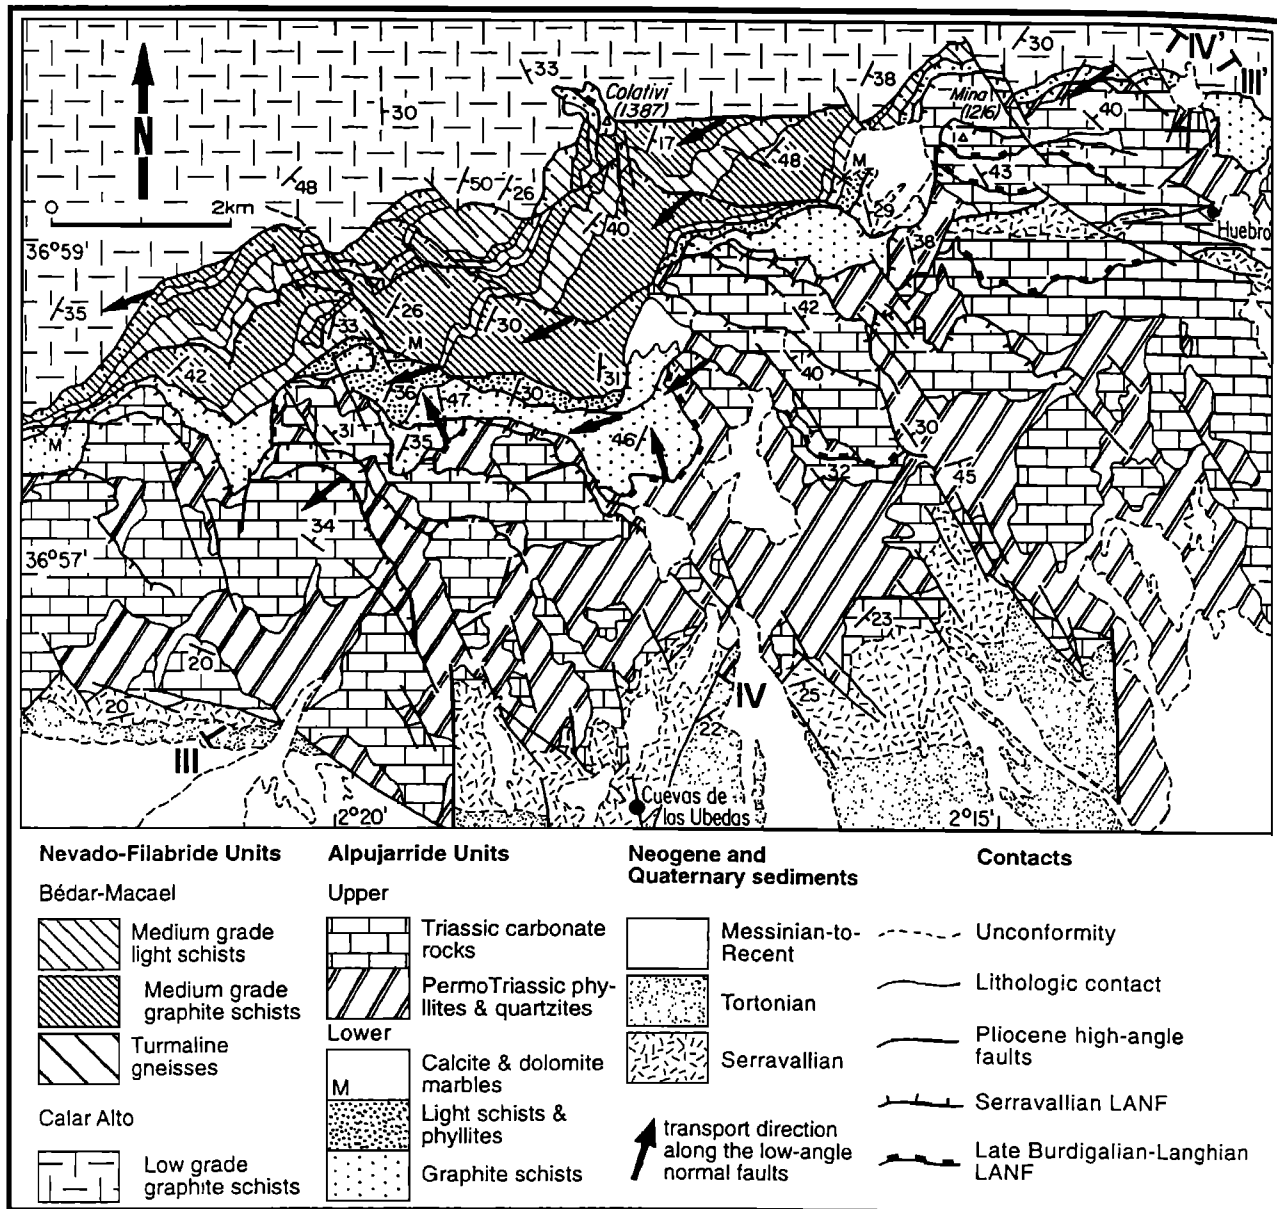 IV'
III'
30
33
38
Colativi
(1387)
Mina
(1216)
40
30
N
17
48
M
43
48
50
26
0
2km
29
40
38
Huebro
36°59'
35
26
42
33
30
M
31
40
42
36
47
30
30
31
46
M
35
32
45
34
36°57'
23
20
25
20
IV
22
III
Cuevas de
las Ubedas
2°20'
2°15'
Nevado-Filabride Units
Bédar-Macael
Medium grade
light schists
Medium grade
graphite schists
Turmaline
gneisses
Calar Alto
Low grade
graphite schists
Alpujarride Units
Upper
Triassic carbonate
rocks
PermoTriassic phy-
llites & quartzites
Lower
M
Calcite & dolomite
marbles
Light schists &
phyllites
Graphite schists
Neogene and
Quaternary sediments
Messinian-to-
Recent
Tortonian
Serravallian
transport direction
along the low-angle
normal faults
Contacts
Unconformity
Lithologic contact
Pliocene high-angle
faults
Serravallian LANF
Late Burdigalian-Langhian
LANF